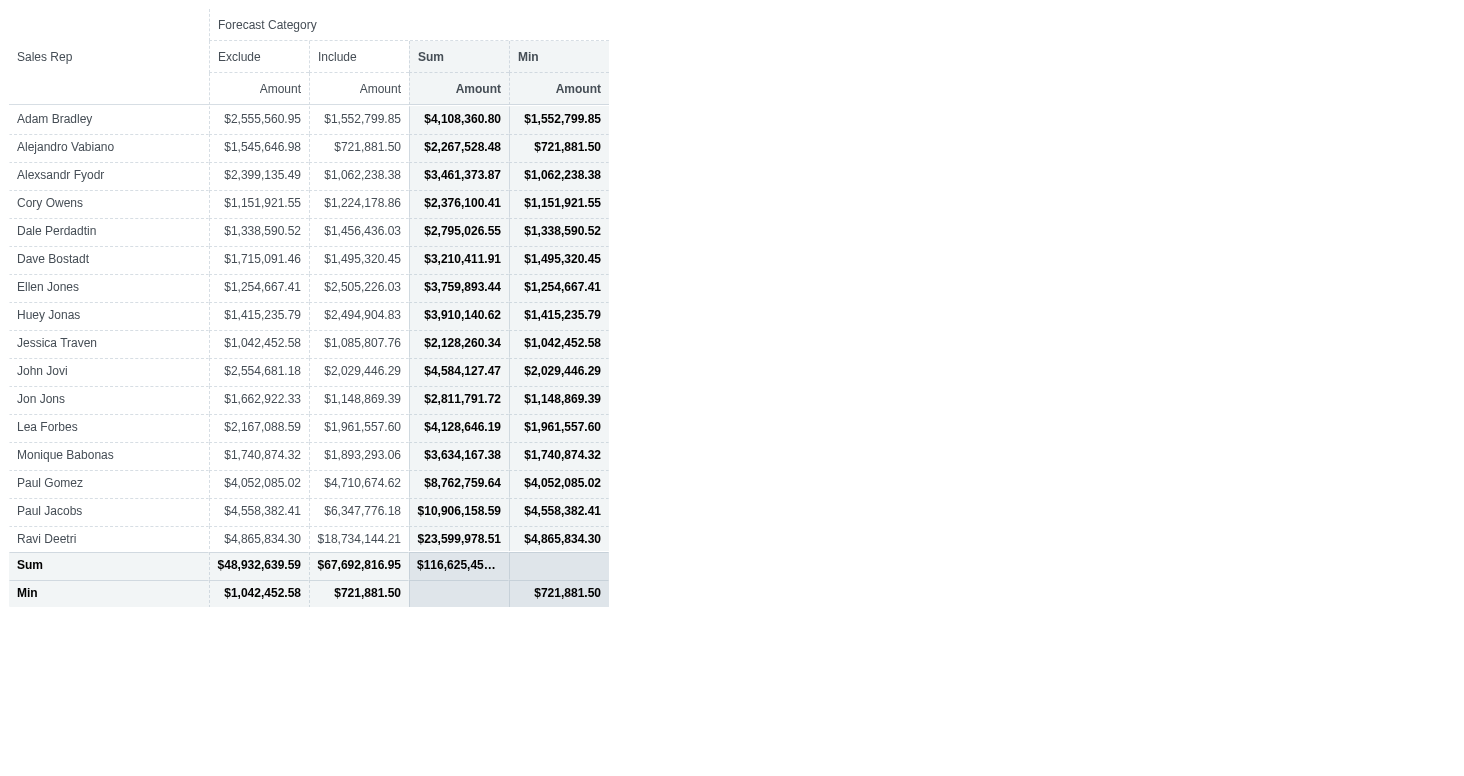 Forecast Category
Sales Rep Exclude Include Sum Min
Amount Amount Amount Amount
Adam Bradley $2,555,560.95 $1,552,799.85 $4,108,360.80 $1,552,799.85
Alejandro Vabiano $1,545,646.98 $721,881.50 $2,267,528.48 $721,881.50
Alexsandr Fyodr $2,399,135.49 $1,062,238.38 $3,461,373.87 $1,062,238.38
Cory Owens $1,151,921.55 $1,224,178.86 $2,376,100.41 $1,151,921.55
Dale Perdadtin $1,338,590.52 $1,456,436.03 $2,795,026.55 $1,338,590.52
Dave Bostadt $1,715,091.46 $1,495,320.45 $3,210,411.91 $1,495,320.45
Ellen Jones $1,254,667.41 $2,505,226.03 $3,759,893.44 $1,254,667.41
Huey Jonas $1,415,235.79 $2,494,904.83 $3,910,140.62 $1,415,235.79
Jessica Traven $1,042,452.58 $1,085,807.76 $2,128,260.34 $1,042,452.58
John Jovi $2,554,681.18 $2,029,446.29 $4,584,127.47 $2,029,446.29
Jon Jons $1,662,922.33 $1,148,869.39 $2,811,791.72 $1,148,869.39
Lea Forbes $2,167,088.59 $1,961,557.60 $4,128,646.19 $1,961,557.60
Monique Babonas $1,740,874.32 $1,893,293.06 $3,634,167.38 $1,740,874.32
Paul Gomez $4,052,085.02 $4,710,674.62 $8,762,759.64 $4,052,085.02
Paul Jacobs $4,558,382.41 $6,347,776.18 $10,906,158.59 $4,558,382.41
Ravi Deetri $4,865,834.30 $18,734,144.21 $23,599,978.51 $4,865,834.30
Sum $48,932,639.59 $67,692,816.95 $116,625,45…
Min $1,042,452.58 $721,881.50 $721,881.50